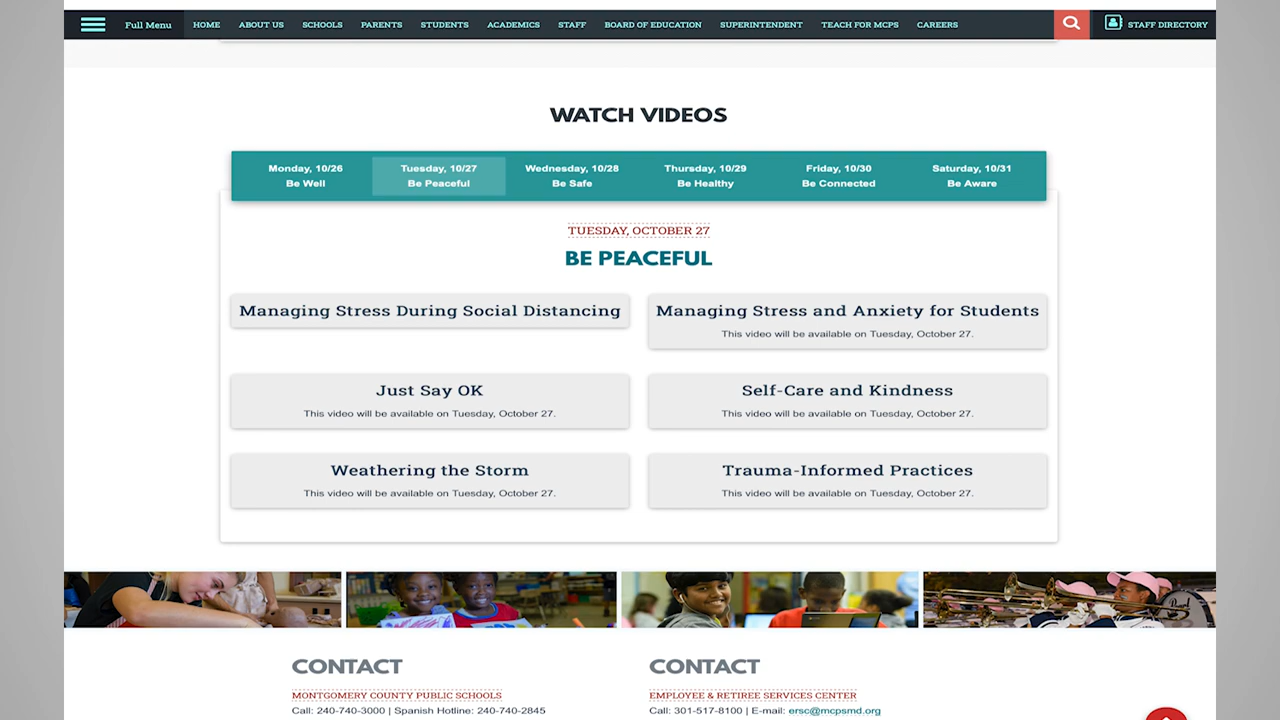 Full Menu HOME ABOUT US SCHOOLS PARENTS STUDENTS ACADEMICS STAFF BOARD OF EDUCATION SUPERINTENDENT TEACH FOR MCPS CAREERS STAFF DIRECTORY
WATCH VIDEOS
Monday, 10/26 Tuesday, 10/27 Wednesday, 10/28 Thursday, 10/29 Friday, 10/30 Saturday, 10/31
Be Well Be Peaceful Be Safe Be Healthy Be Connected Be Aware
TUESDAY, OCTOBER 27
BE PEACEFUL
Managing Stress During Social Distancing
Managing Stress and Anxiety for Students
This video will be available on Tuesday, October 27.
Just Say OK
This video will be available on Tuesday, October 27.
Self-Care and Kindness
This video will be available on Tuesday, October 27.
Weathering the Storm
This video will be available on Tuesday, October 27.
Trauma-Informed Practices
This video will be available on Tuesday, October 27.
Pearl
CONTACT
MONTGOMERY COUNTY PUBLIC SCHOOLS
Call: 240-740-3000 | Spanish Hotline: 240-740-2845
CONTACT
EMPLOYEE & RETIREE SERVICES CENTER
Call: 301-517-8100 | E-mail: ersc@mcpsmd.org